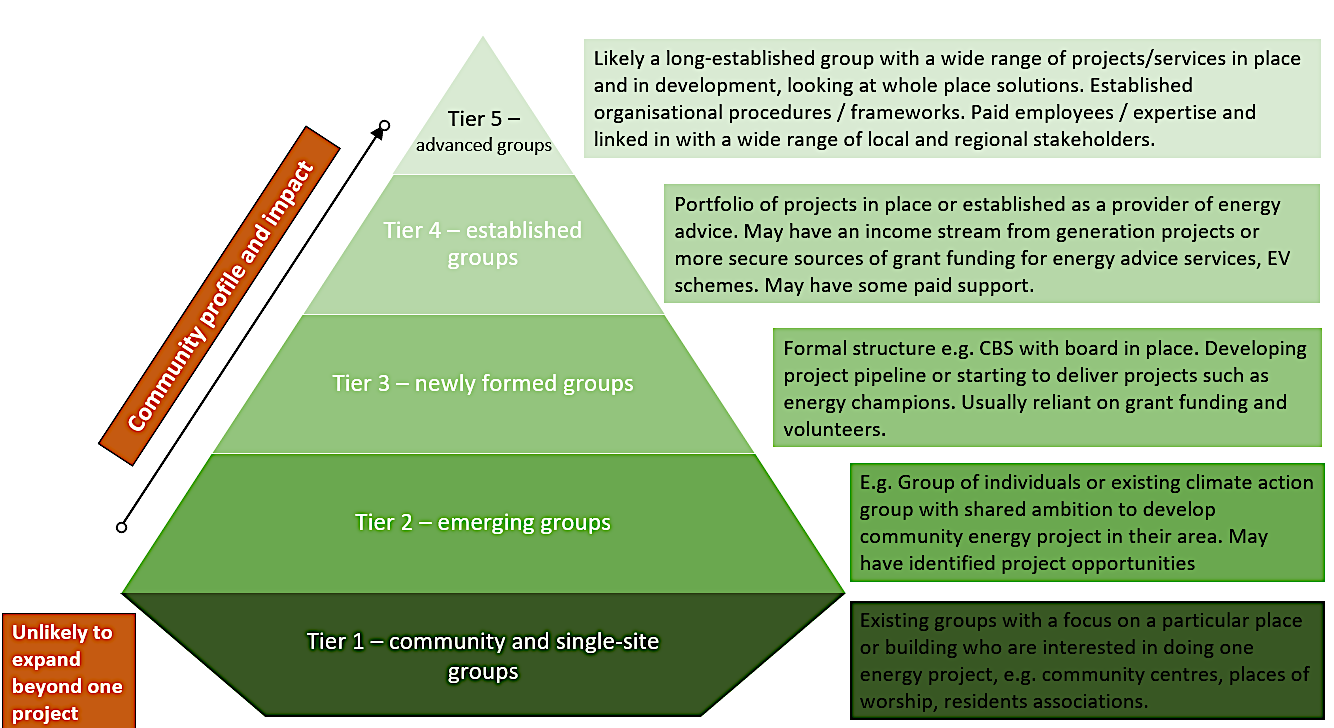 Likely a long-established group with a wide range of projects/services in place
and in development, looking at whole place solutions. Established
organisational procedures / frameworks. Paid employees / expertise and
linked in with a wide range of local and regional stakeholders.
Tier 5 –
advanced groups
Community profile and impact
Portfolio of projects in place or established as a provider of energy
advice. May have an income stream from generation projects or
more secure sources of grant funding for energy advice services, EV
schemes. May have some paid support.
Tier 4 – established
groups
Formal structure e.g. CBS with board in place. Developing
project pipeline or starting to deliver projects such as
energy champions. Usually reliant on grant funding and
volunteers.
Tier 3 – newly formed groups
E.g. Group of individuals or existing climate action
group with shared ambition to develop
community energy project in their area. May
have identified project opportunities
Tier 2 – emerging groups
Existing groups with a focus on a particular place
or building who are interested in doing one
energy project, e.g. community centres, places of
worship, residents associations.
Tier 1 – community and single-site
groups
Unlikely to
expand
beyond one
project